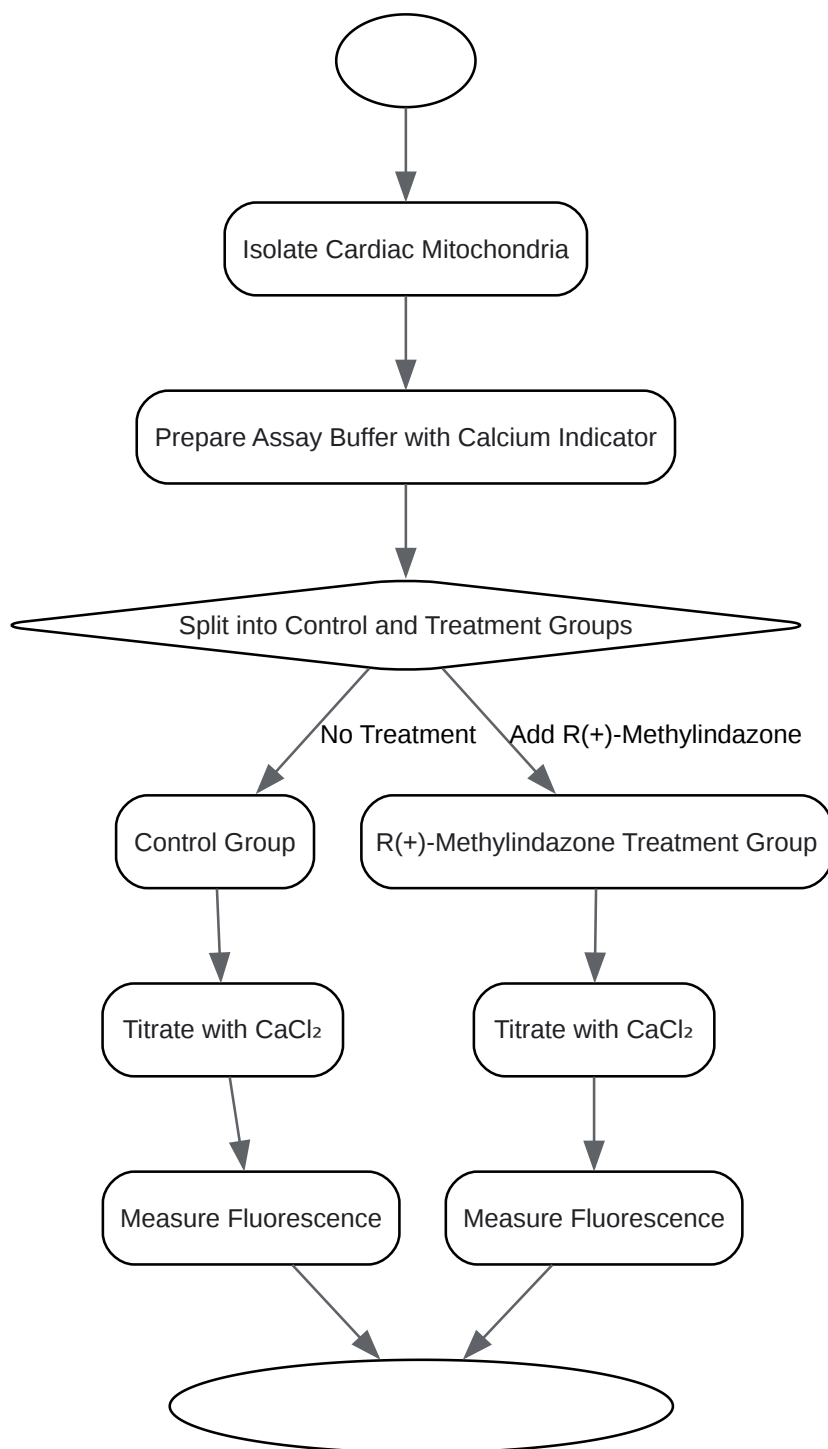 Isolate Cardiac Mitochondria
Prepare Assay Buffer with Calcium Indicator
Split into Control and Treatment Groups
No Treatment
Add R(+)-Methylindazone
Control Group
R(+)-Methylindazone Treatment Group
Titrate with CaCl₂
Titrate with CaCl₂
Measure Fluorescence
Measure Fluorescence